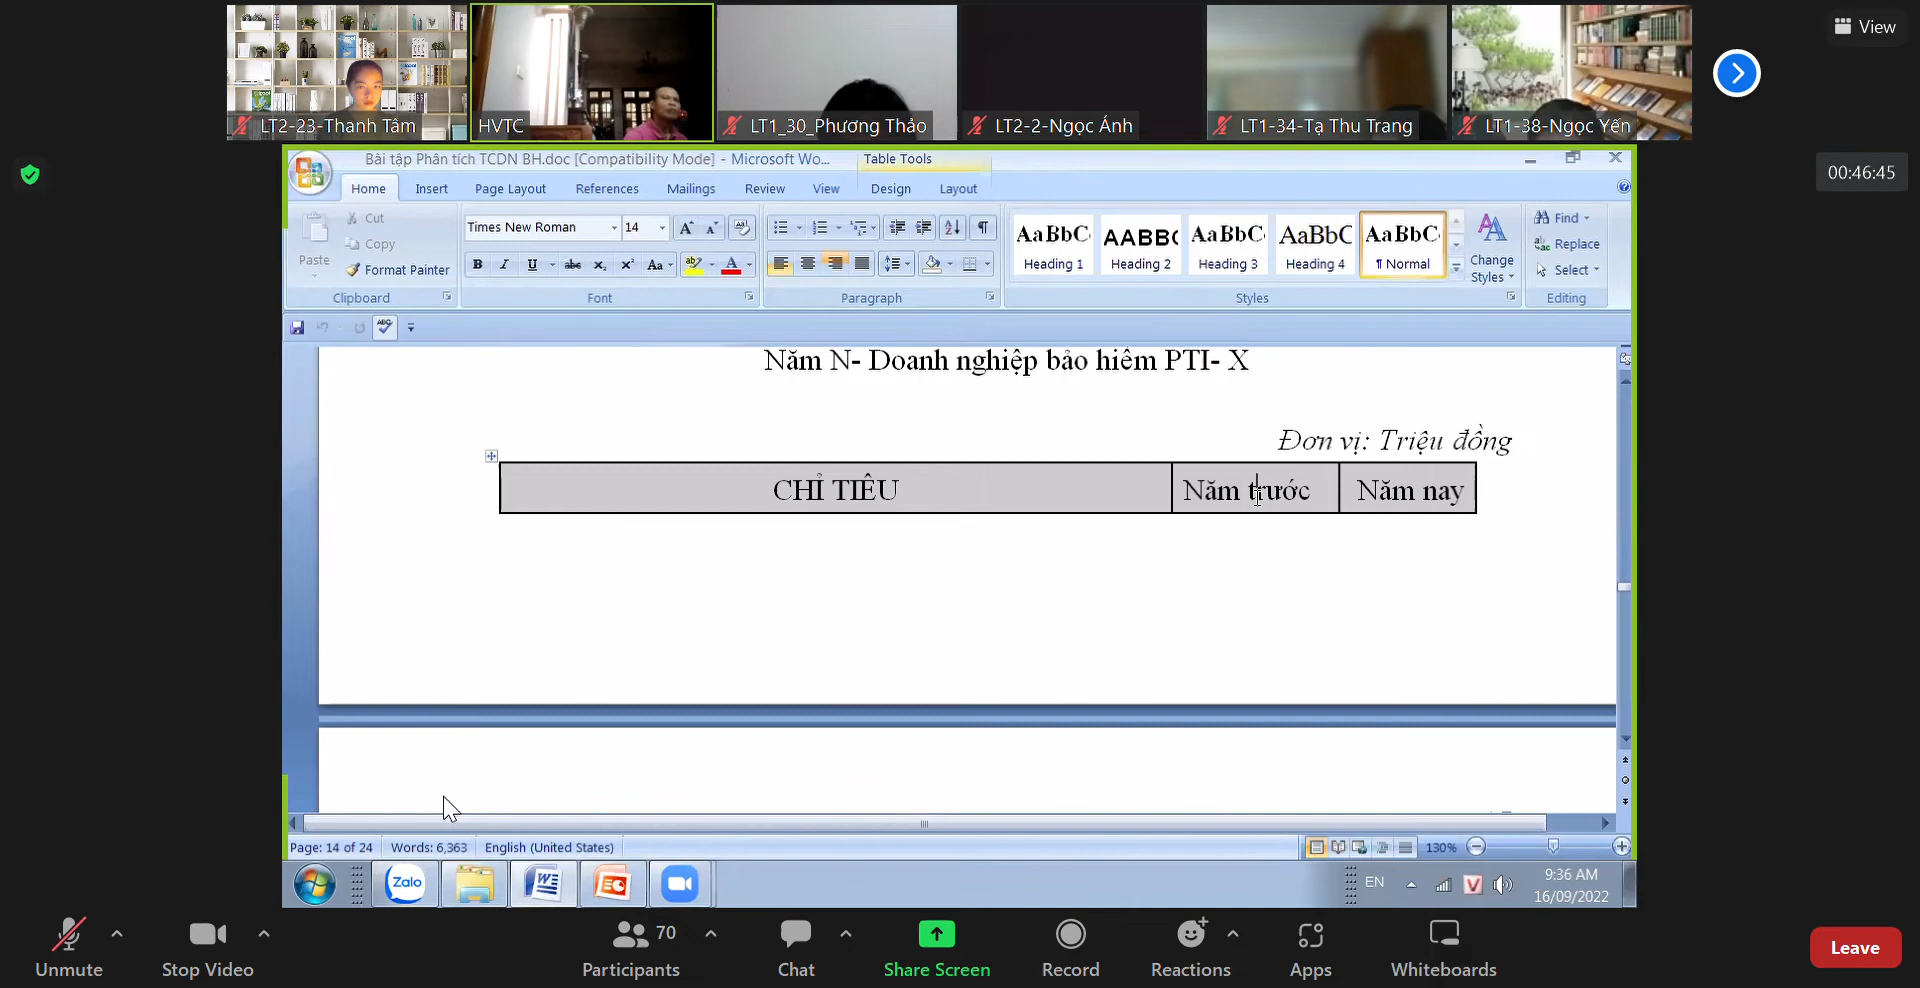 View
LT2-23-Thanh Tâm
HVTC
LT1_30_Phương Thảo
LT2-2-Ngọc Ánh
LT1-34-Tạ Thu Trang
LT1-38-Ngọc Yến
00:46:45
Bài tập Phân tích TCDN BH.doc [Compatibility Mode] - Microsoft Wo...
Table Tools
Home
Insert
Page Layout
References
Mailings
Review
View
Design
Layout
Paste
Cut
Copy
Format Painter
Clipboard
Times New Roman
14
Font
Paragraph
AaBbC
Heading 1
AABBC
Heading 2
AaBbC
Heading 3
AaBbC
Heading 4
AaBbC
¶ Normal
Change
Styles
Styles
Find
Replace
Select
Editing
Năm N- Doanh nghiệp bảo hiểm PTI- X
Đơn vị: Triệu đồng
CHỈ TIÊU Năm trước Năm nay
Page: 14 of 24 Words: 6,363 English (United States)
130%
Zalo
EN
9:36 AM
16/09/2022
Unmute
Stop Video
70
Participants
Chat
Share Screen
Record
Reactions
Apps
Whiteboards
Leave